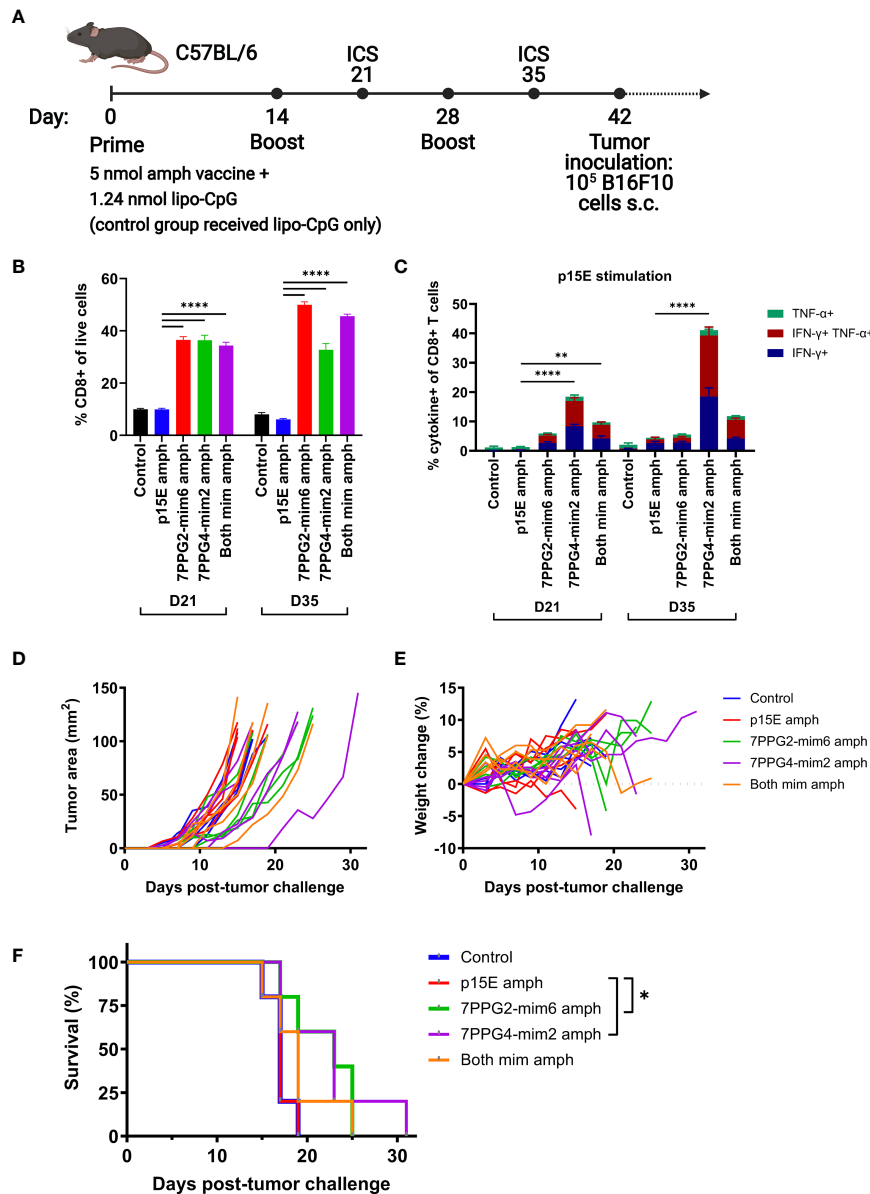 A
C57BL/6
ICS
21
ICS
35
Day:
0
14
28
42
Prime
Boost
Boost
Tumor
inoculation:
10⁵ B16F10
cells s.c.
5 nmol amph vaccine +
1.24 nmol lipo-CpG
(control group received lipo-CpG only)
B
% CD8+ of live cells
60
40
20
0
****
****
Control
p15E amph
7PPG2-mim6 amph
7PPG4-mim2 amph
Both mim amph
Control
p15E amph
7PPG2-mim6 amph
7PPG4-mim2 amph
Both mim amph
D21
D35
C
p15E stimulation
% cytokine+ of CD8+ T cells
50
40
30
20
10
0
**
****
****
TNF-α+
IFN-γ+ TNF-α+
IFN-γ+
Control
p15E amph
7PPG2-mim6 amph
7PPG4-mim2 amph
Both mim amph
Control
p15E amph
7PPG2-mim6 amph
7PPG4-mim2 amph
Both mim amph
D21
D35
D
Tumor area (mm²)
150
100
50
0
0
10
20
30
Days post-tumor challenge
E
Weight change (%)
15
10
5
0
-5
-10
0
10
20
30
Days post-tumor challenge
Control
p15E amph
7PPG2-mim6 amph
7PPG4-mim2 amph
Both mim amph
F
Survival (%)
100
75
50
25
0
0
10
20
30
Days post-tumor challenge
Control
p15E amph
7PPG2-mim6 amph
7PPG4-mim2 amph
Both mim amph
*